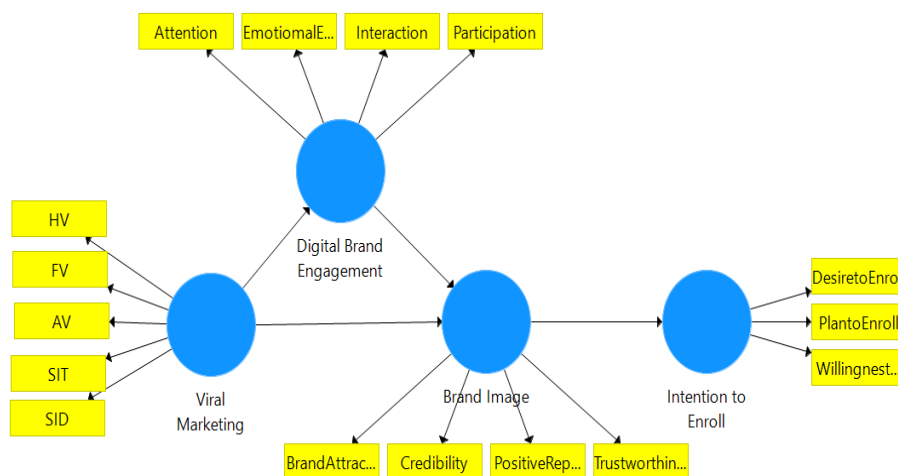 Attention
EmotiomalE...
Interaction
Participation
HV
FV
AV
SIT
SID
Digital Brand
Engagement
Viral
Marketing
Brand Image
Intention to
Enroll
DesiretoEnro
PlantoEnroll
Willingnest...
BrandAttrac...
Credibility
PositiveRep...
Trustworthin...